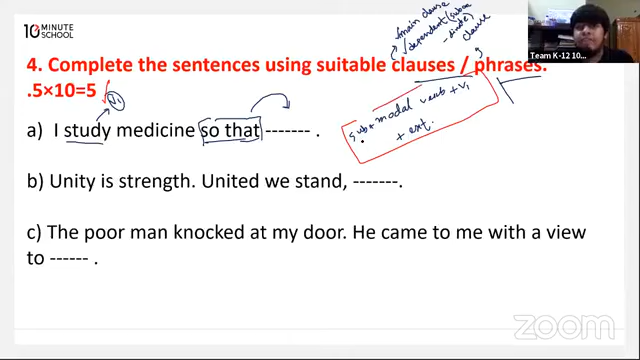 10 MINUTE
SCHOOL
main clause
/dependent (subor
clause
Team K-12 10...
4. Complete the sentences using suitable clauses / phrases.
.5×10=5
V₁
sub + modal verb + V₁
+ ext.
a) I study medicine so that ------- .
b) Unity is strength. United we stand, -------.
c) The poor man knocked at my door. He came to me with a view
to ------ .
zoom